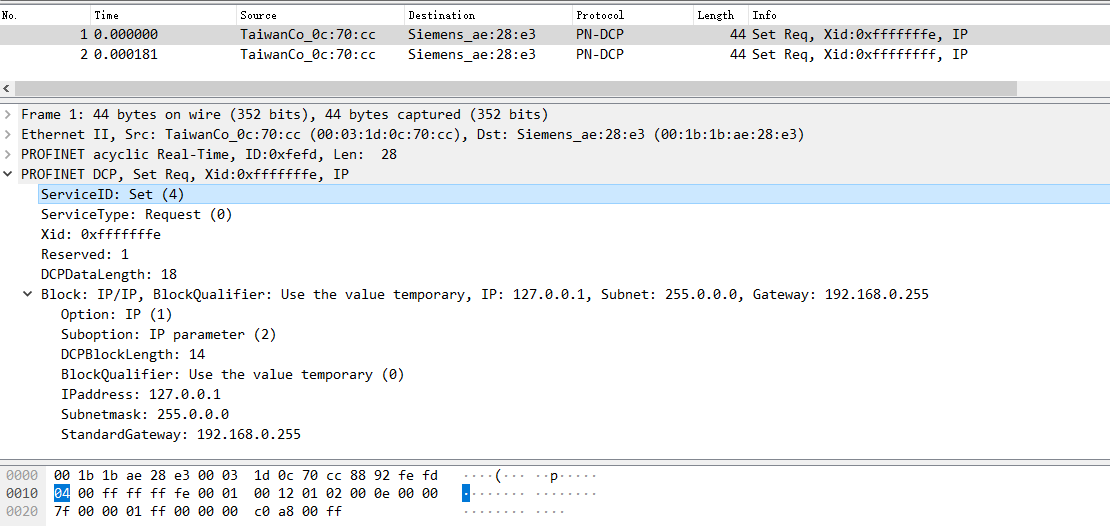 No. Time Source Destination Protocol Length Info
1 0.000000 TaiwanCo_0c:70:cc Siemens_ae:28:e3 PN-DCP 44 Set Req, Xid:0xfffffffe, IP
2 0.000181 TaiwanCo_0c:70:cc Siemens_ae:28:e3 PN-DCP 44 Set Req, Xid:0xffffffff, IP
Frame 1: 44 bytes on wire (352 bits), 44 bytes captured (352 bits)
Ethernet II, Src: TaiwanCo_0c:70:cc (00:03:1d:0c:70:cc), Dst: Siemens_ae:28:e3 (00:1b:1b:ae:28:e3)
PROFINET acyclic Real-Time, ID:0xfefd, Len: 28
PROFINET DCP, Set Req, Xid:0xfffffffe, IP
ServiceID: Set (4)
ServiceType: Request (0)
Xid: 0xfffffffe
Reserved: 1
DCPDataLength: 18
Block: IP/IP, BlockQualifier: Use the value temporary, IP: 127.0.0.1, Subnet: 255.0.0.0, Gateway: 192.168.0.255
Option: IP (1)
Suboption: IP parameter (2)
DCPBlockLength: 14
BlockQualifier: Use the value temporary (0)
IPaddress: 127.0.0.1
Subnetmask: 255.0.0.0
StandardGateway: 192.168.0.255
0000 00 1b 1b ae 28 e3 00 03 1d 0c 70 cc 88 92 fe fd ····(··· ··p·····
0010 04 00 ff ff ff fe 00 01 00 12 01 02 00 0e 00 00 ········ ········
0020 7f 00 00 01 ff 00 00 00 c0 a8 00 ff ········ ····